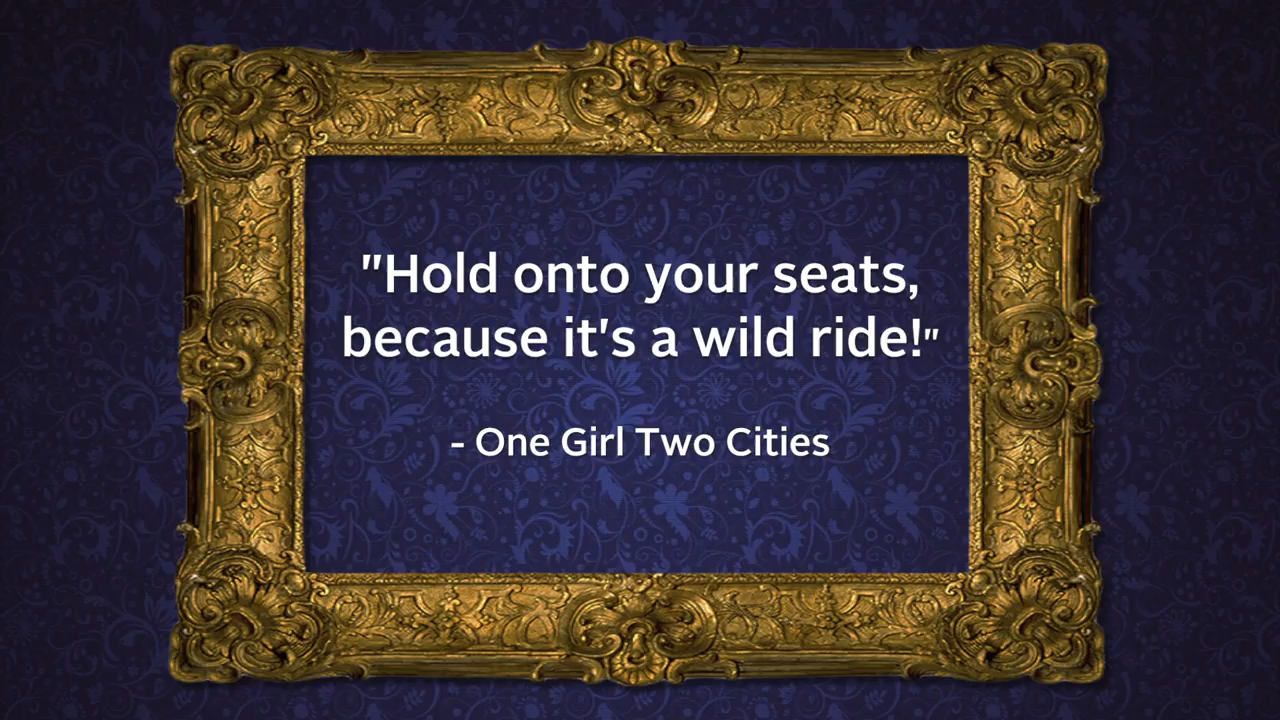 "Hold onto your seats,
because it's a wild ride!"
- One Girl Two Cities